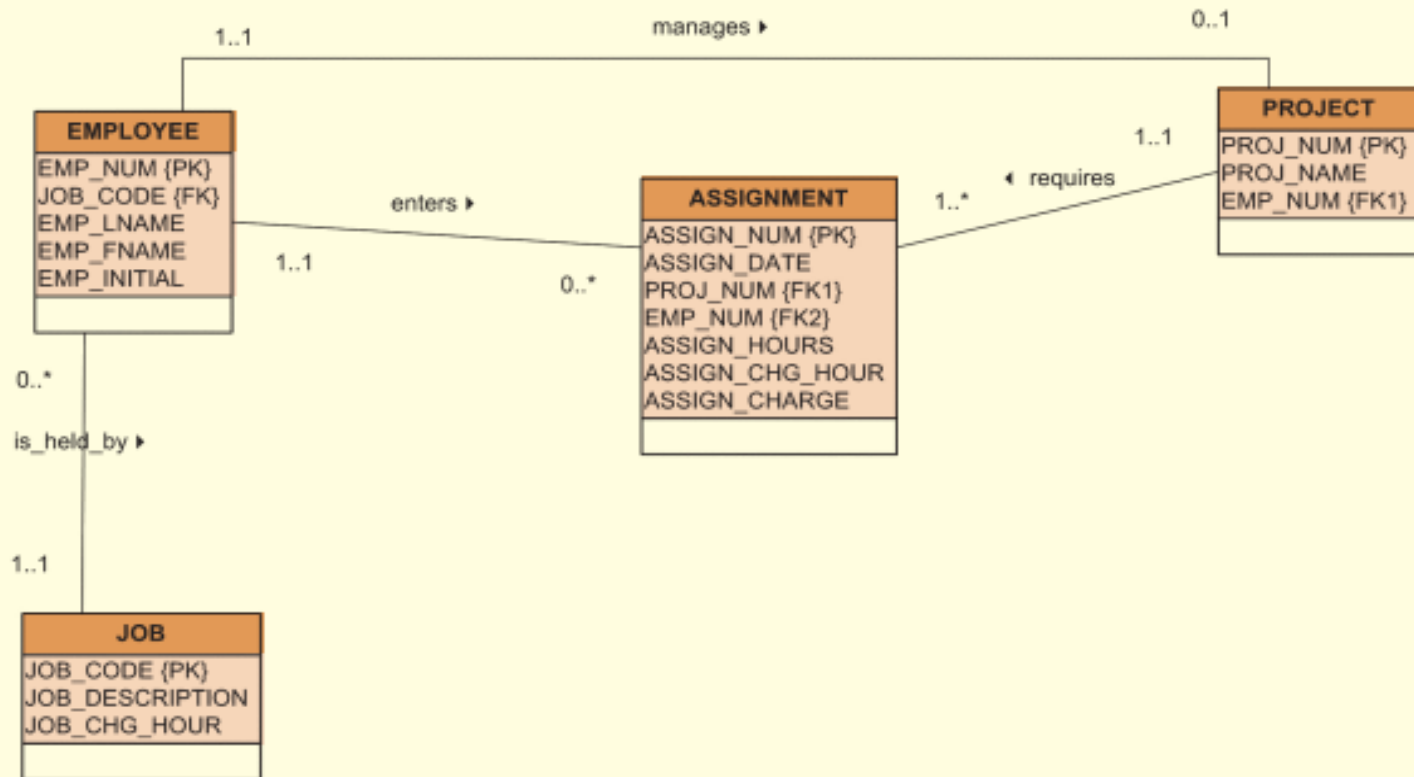 manages
1..1
0..1
EMPLOYEE
EMP_NUM {PK}
JOB_CODE {FK}
EMP_LNAME
EMP_FNAME
EMP_INITIAL
enters
1..1
0..*
ASSIGNMENT
ASSIGN_NUM {PK}
ASSIGN_DATE
PROJ_NUM {FK1}
EMP_NUM {FK2}
ASSIGN_HOURS
ASSIGN_CHG_HOUR
ASSIGN_CHARGE
1..*
requires
1..1
PROJECT
PROJ_NUM {PK}
PROJ_NAME
EMP_NUM {FK1}
0..*
is_held_by
1..1
JOB
JOB_CODE {PK}
JOB_DESCRIPTION
JOB_CHG_HOUR